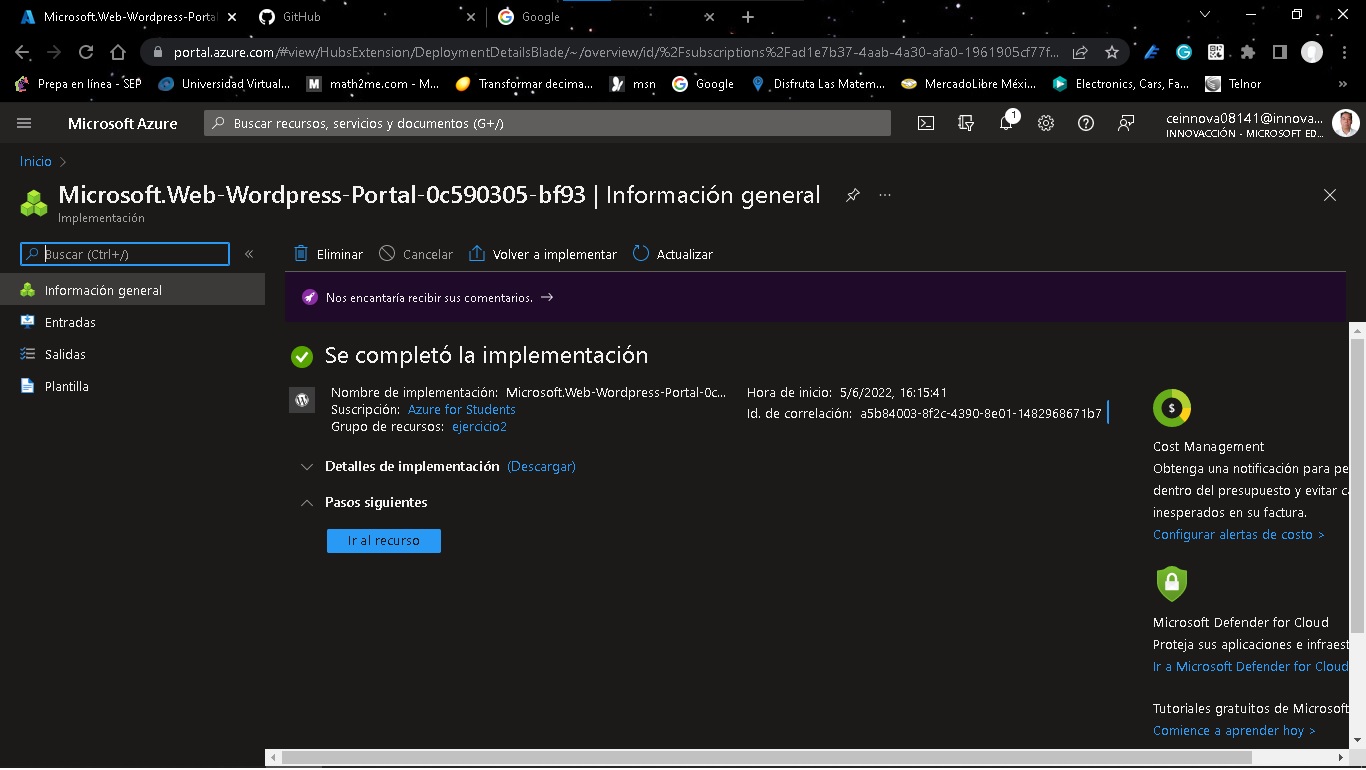 Microsoft.Web-Wordpress-Portal
GitHub
Google
portal.azure.com/#view/HubsExtension/DeploymentDetailsBlade/~/overview/id/%2Fsubscriptions%2Fad1e7b37-4aab-4a30-afa0-1961905cf77f...
Prepa en línea - SEP
Universidad Virtual...
math2me.com - M...
Transformar decima...
msn
Google
Disfruta Las Matem...
MercadoLibre Méxi...
Electronics, Cars, Fa...
Telnor
»
Microsoft Azure
Buscar recursos, servicios y documentos (G+/)
1
ceinnova08141@innova...
INNOVACCIÓN - MICROSOFT ED...
Inicio >
Microsoft.Web-Wordpress-Portal-0c590305-bf93 | Información general
...
Implementación
Buscar (Ctrl+/)
«
Eliminar
Cancelar
Volver a implementar
Actualizar
Información general
Entradas
Salidas
Plantilla
Nos encantaría recibir sus comentarios. →
Se completó la implementación
Nombre de implementación: Microsoft.Web-Wordpress-Portal-0c...
Suscripción: Azure for Students
Grupo de recursos: ejercicio2
Hora de inicio: 5/6/2022, 16:15:41
Id. de correlación: a5b84003-8f2c-4390-8e01-1482968671b7
Detalles de implementación (Descargar)
Pasos siguientes
Ir al recurso
$
Cost Management
Obtenga una notificación para pe
dentro del presupuesto y evitar c
inesperados en su factura.
Configurar alertas de costo >
Microsoft Defender for Cloud
Proteja sus aplicaciones e infraest
Ir a Microsoft Defender for Cloud
Tutoriales gratuitos de Microsoft
Comience a aprender hoy >